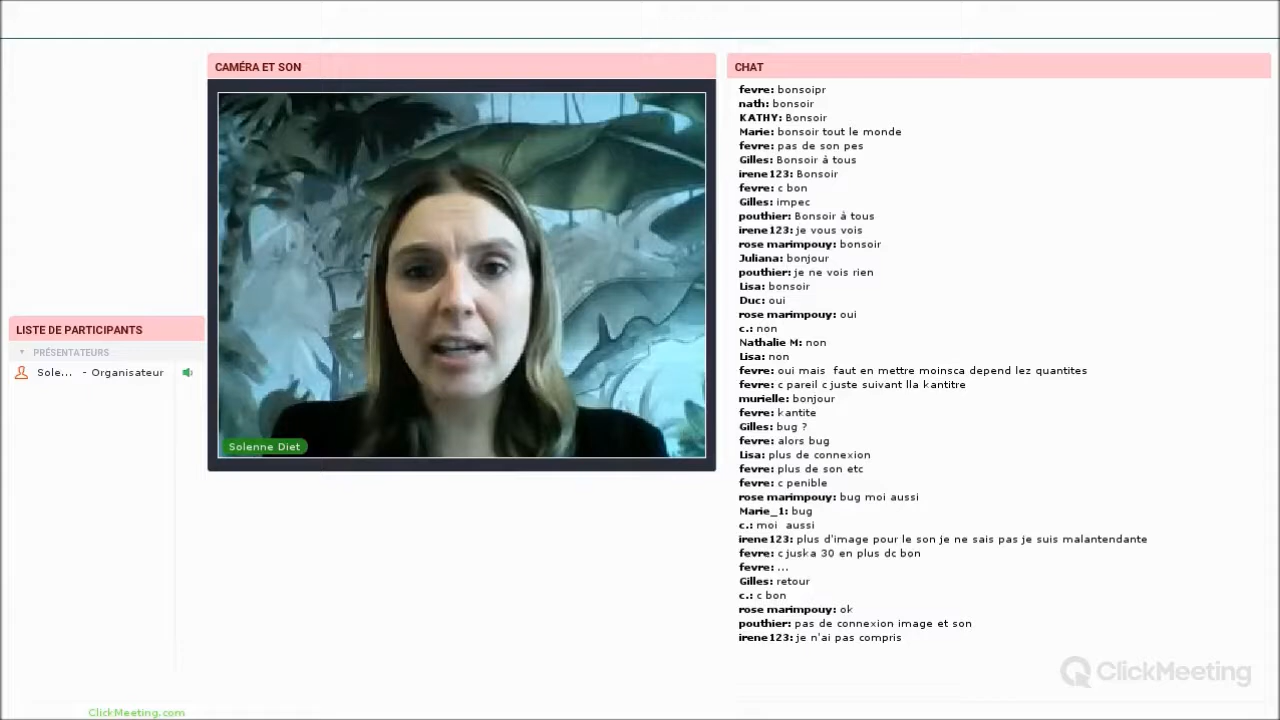 CAMÉRA ET SON
Solenne Diet
LISTE DE PARTICIPANTS
PRÉSENTATEURS
Sole... - Organisateur
CHAT
fevre: bonsoipr
nath: bonsoir
KATHY: Bonsoir
Marie: bonsoir tout le monde
fevre: pas de son pes
Gilles: Bonsoir à tous
irene123: Bonsoir
fevre: c bon
Gilles: impec
pouthier: Bonsoir à tous
irene123: je vous vois
rose marimpouy: bonsoir
Juliana: bonjour
pouthier: je ne vois rien
Lisa: bonsoir
Duc: oui
rose marimpouy: oui
c.: non
Nathalie M: non
Lisa: non
fevre: oui mais faut en mettre moinsca depend lez quantites
fevre: c pareil c juste suivant lla kantitre
murielle: bonjour
fevre: kantite
Gilles: bug ?
fevre: alors bug
Lisa: plus de connexion
fevre: plus de son etc
fevre: c penible
rose marimpouy: bug moi aussi
Marie_1: bug
c.: moi aussi
irene123: plus d'image pour le son je ne sais pas je suis malantendante
fevre: c juska 30 en plus dc bon
fevre: ...
Gilles: retour
c.: c bon
rose marimpouy: ok
pouthier: pas de connexion image et son
irene123: je n'ai pas compris
ClickMeeting
ClickMeeting.com